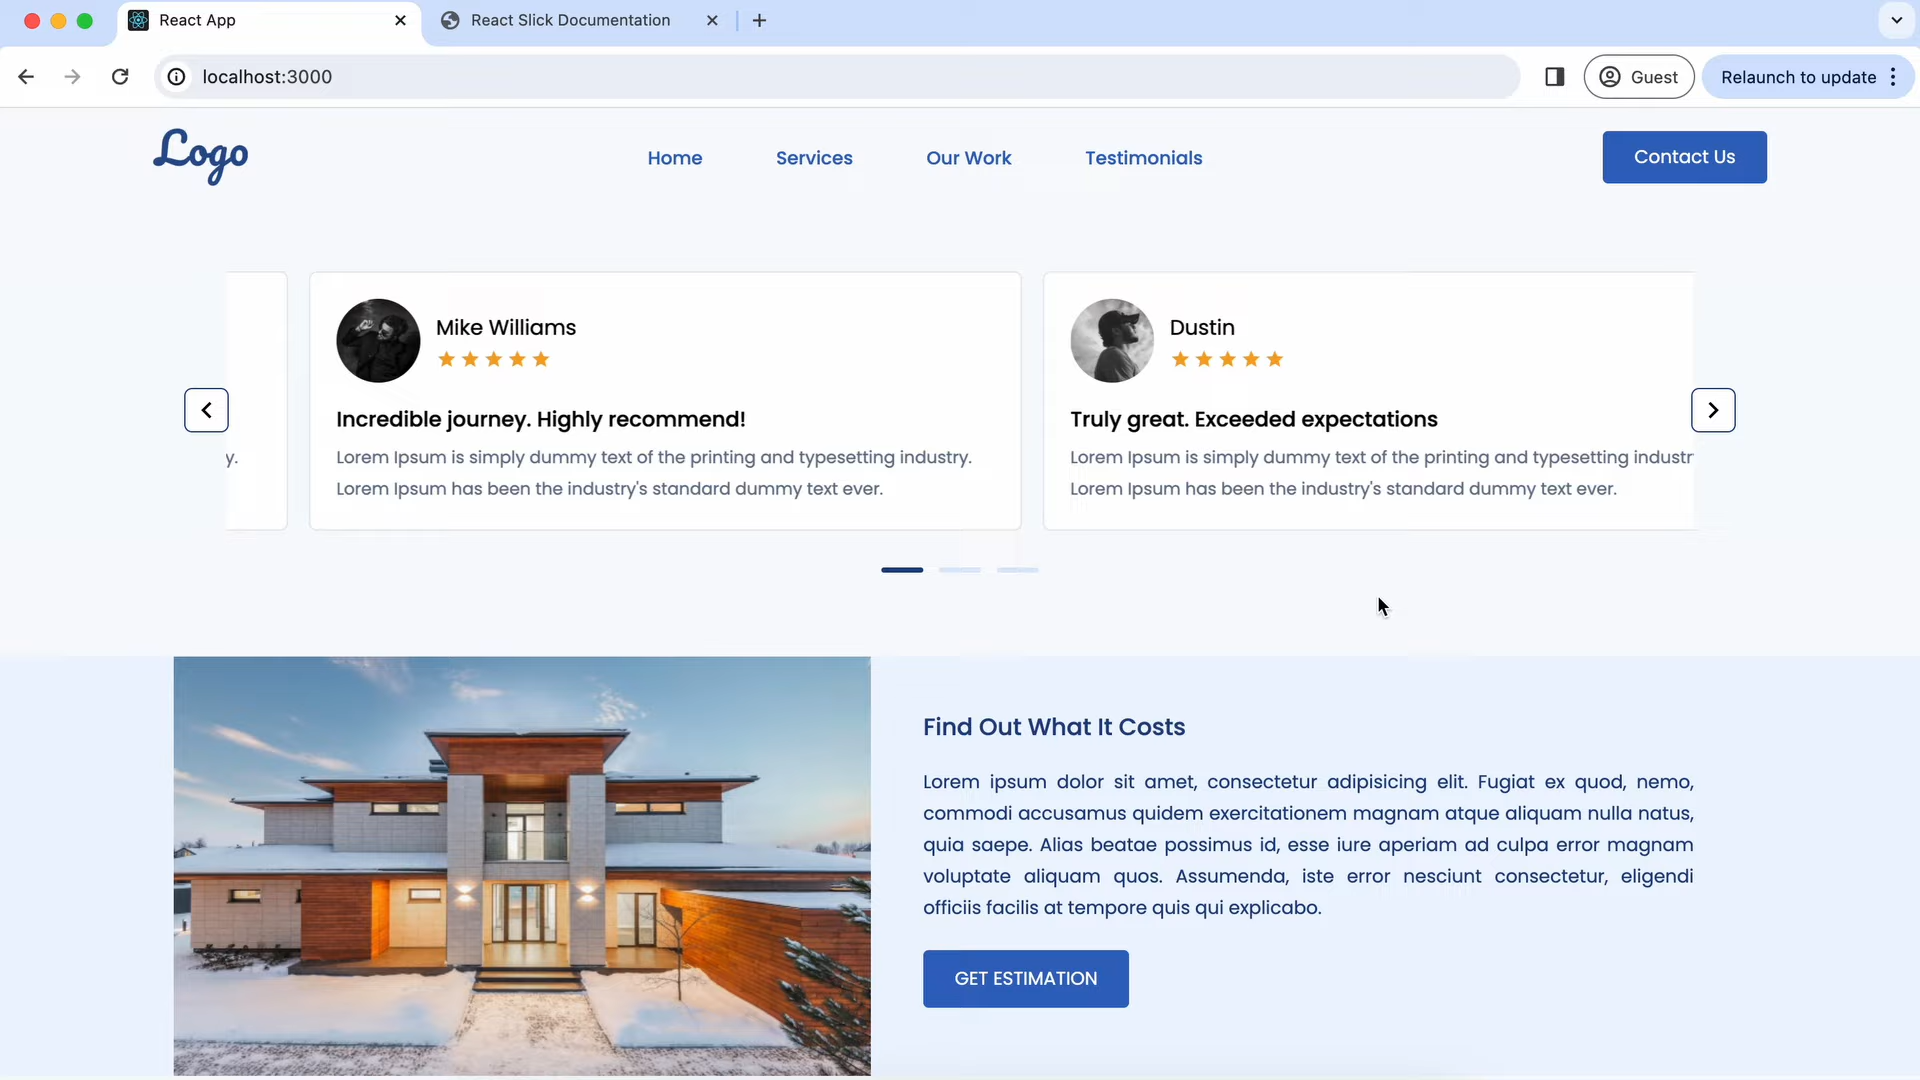 React App
React Slick Documentation
localhost:3000
Guest
Relaunch to update
Logo
Home
Services
Our Work
Testimonials
Contact Us
Mike Williams
Incredible journey. Highly recommend!
Lorem Ipsum is simply dummy text of the printing and typesetting industry.
Lorem Ipsum has been the industry's standard dummy text ever.
Dustin
Truly great. Exceeded expectations
Lorem Ipsum is simply dummy text of the printing and typesetting industr
Lorem Ipsum has been the industry's standard dummy text ever.
y.
Find Out What It Costs
Lorem ipsum dolor sit amet, consectetur adipisicing elit. Fugiat ex quod, nemo,
commodi accusamus quidem exercitationem magnam atque aliquam nulla natus,
quia saepe. Alias beatae possimus id, esse iure aperiam ad culpa error magnam
voluptate aliquam quos. Assumenda, iste error nesciunt consectetur, eligendi
officiis facilis at tempore quis qui explicabo.
GET ESTIMATION